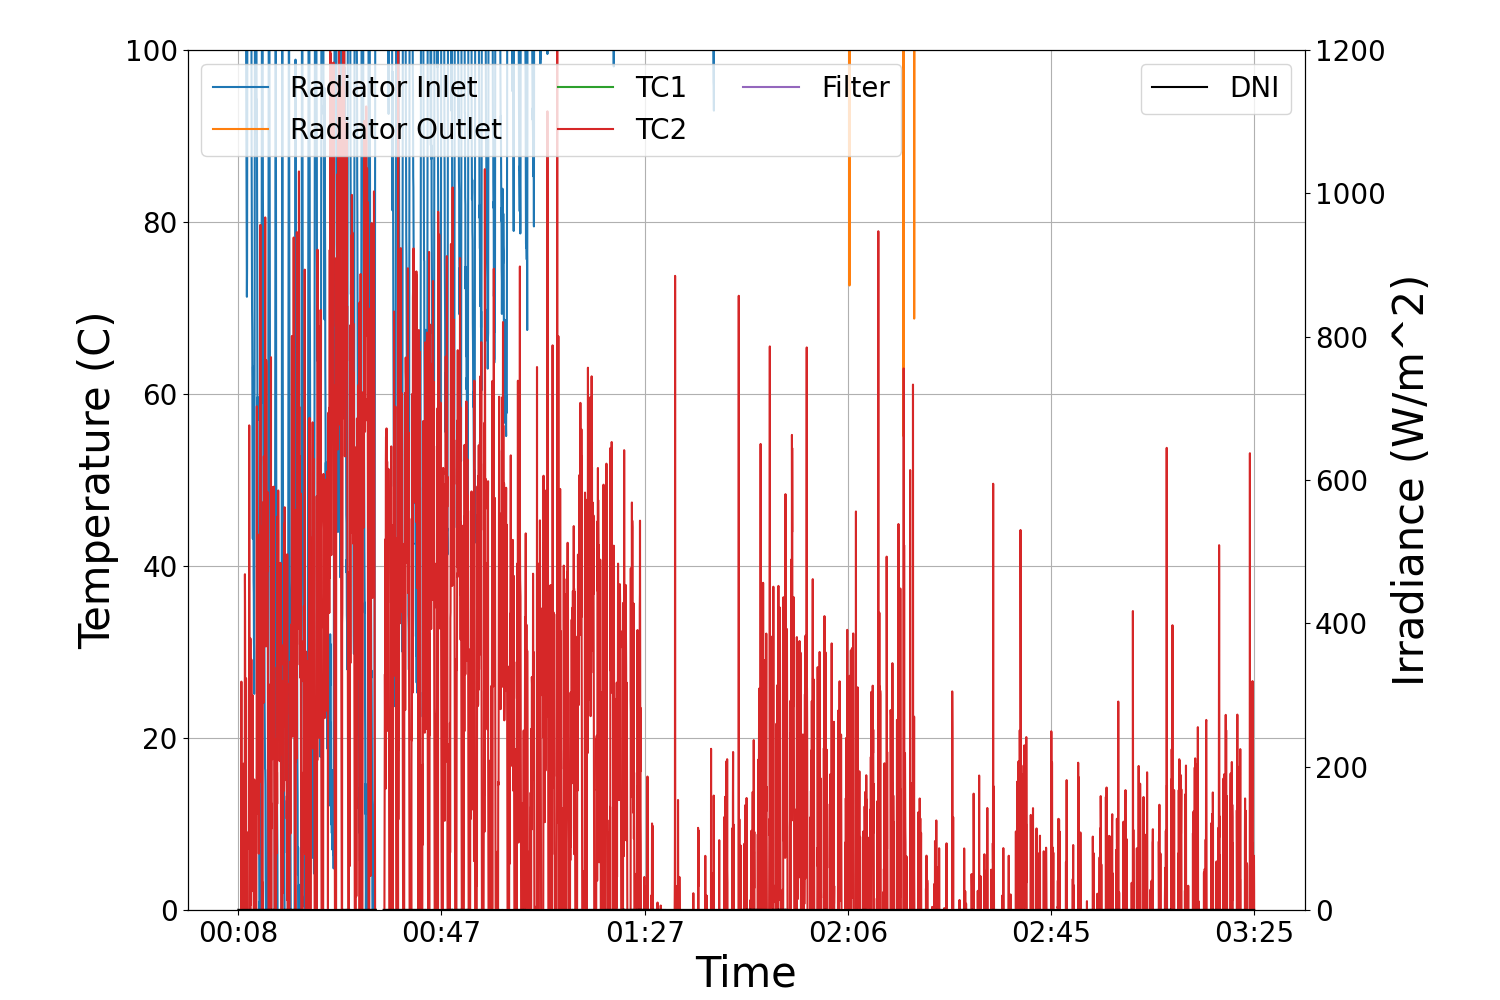 100
80
60
40
20
0
Temperature (C)
Radiator Inlet
Radiator Outlet
TC1
TC2
Filter
DNI
1200
1000
800
600
400
200
0
Irradiance (W/m^2)
00:08
00:47
01:27
02:06
02:45
03:25
Time